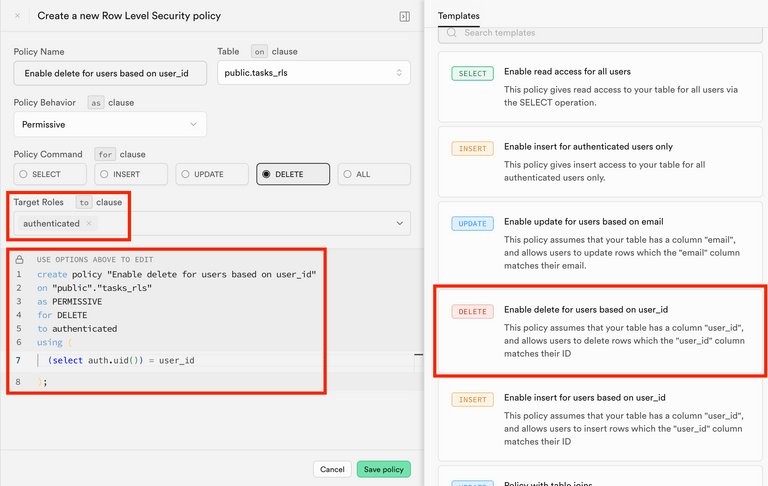 Create a new Row Level Security policy
Policy Name
Table on clause
Enable delete for users based on user_id
public.tasks_rls
Policy Behavior as clause
Permissive
Policy Command for clause
SELECT
INSERT
UPDATE
DELETE
ALL
Target Roles to clause
authenticated
USE OPTIONS ABOVE TO EDIT
1 create policy "Enable delete for users based on user_id"
2 on "public"."tasks_rls"
3 as PERMISSIVE
4 for DELETE
5 to authenticated
6 using (
7 (select auth.uid()) = user_id
8 );
Cancel
Save policy
Templates
Search templates
SELECT
Enable read access for all users
This policy gives read access to your table for all users via
the SELECT operation.
INSERT
Enable insert for authenticated users only
This policy gives insert access to your table for all
authenticated users only.
UPDATE
Enable update for users based on email
This policy assumes that your table has a column "email",
and allows users to update rows which the "email" column
matches their email.
DELETE
Enable delete for users based on user_id
This policy assumes that your table has a column "user_id",
and allows users to delete rows which the "user_id" column
matches their ID
INSERT
Enable insert for users based on user_id
This policy assumes that your table has a column "user_id",
and allows users to insert rows which the "user_id" column
matches their ID
UPDATE
Policy with table joins